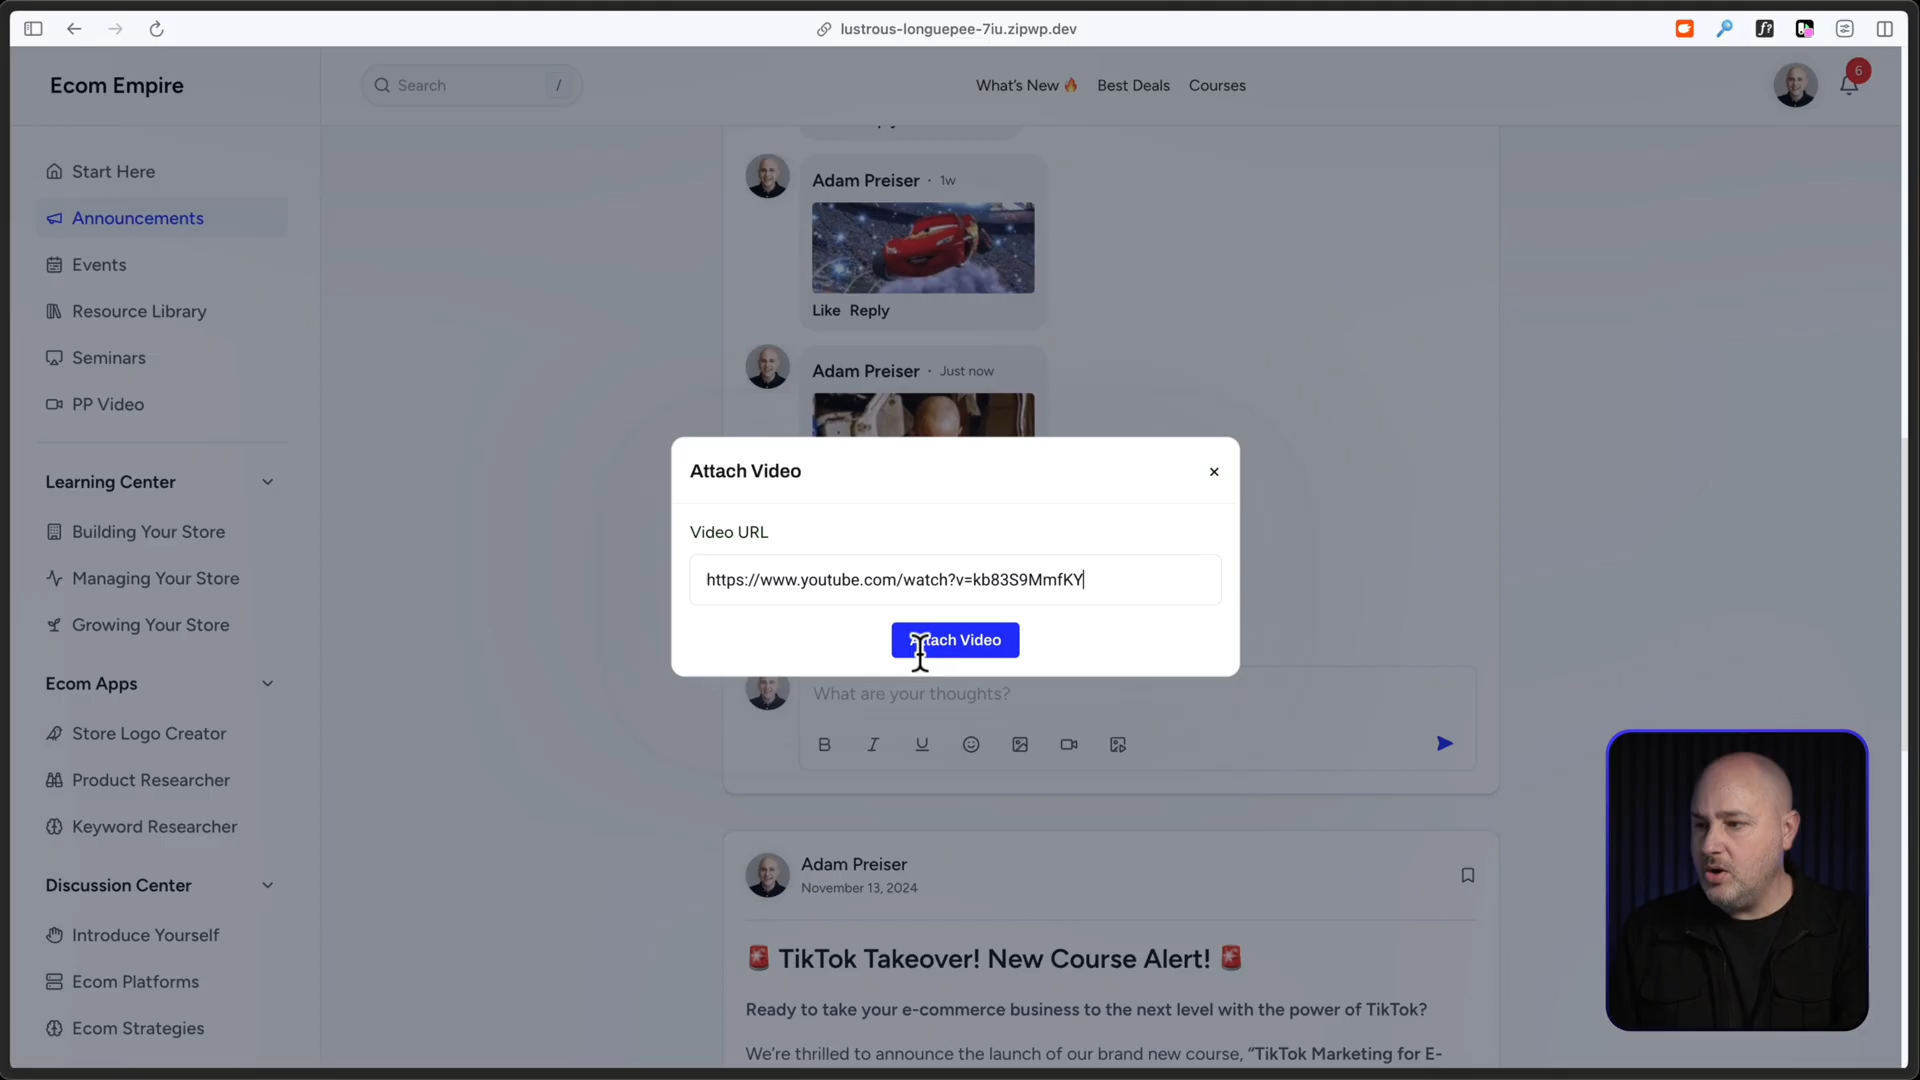 lustrous-longuepee-7iu.zipwp.dev
Ecom Empire
Search
/
What's New 🔥
Best Deals
Courses
6
Start Here
Announcements
Events
Resource Library
Seminars
PP Video
Learning Center
Building Your Store
Managing Your Store
Growing Your Store
Ecom Apps
Store Logo Creator
Product Researcher
Keyword Researcher
Discussion Center
Introduce Yourself
Ecom Platforms
Ecom Strategies
Adam Preiser · 1w
Like Reply
Adam Preiser · Just now
Attach Video
×
Video URL
https://www.youtube.com/watch?v=kb83S9MmfKY
Attach Video
What are your thoughts?
B I U
Adam Preiser
November 13, 2024
🚨 TikTok Takeover! New Course Alert! 🚨
Ready to take your e-commerce business to the next level with the power of TikTok?
We're thrilled to announce the launch of our brand new course, "TikTok Marketing for E-